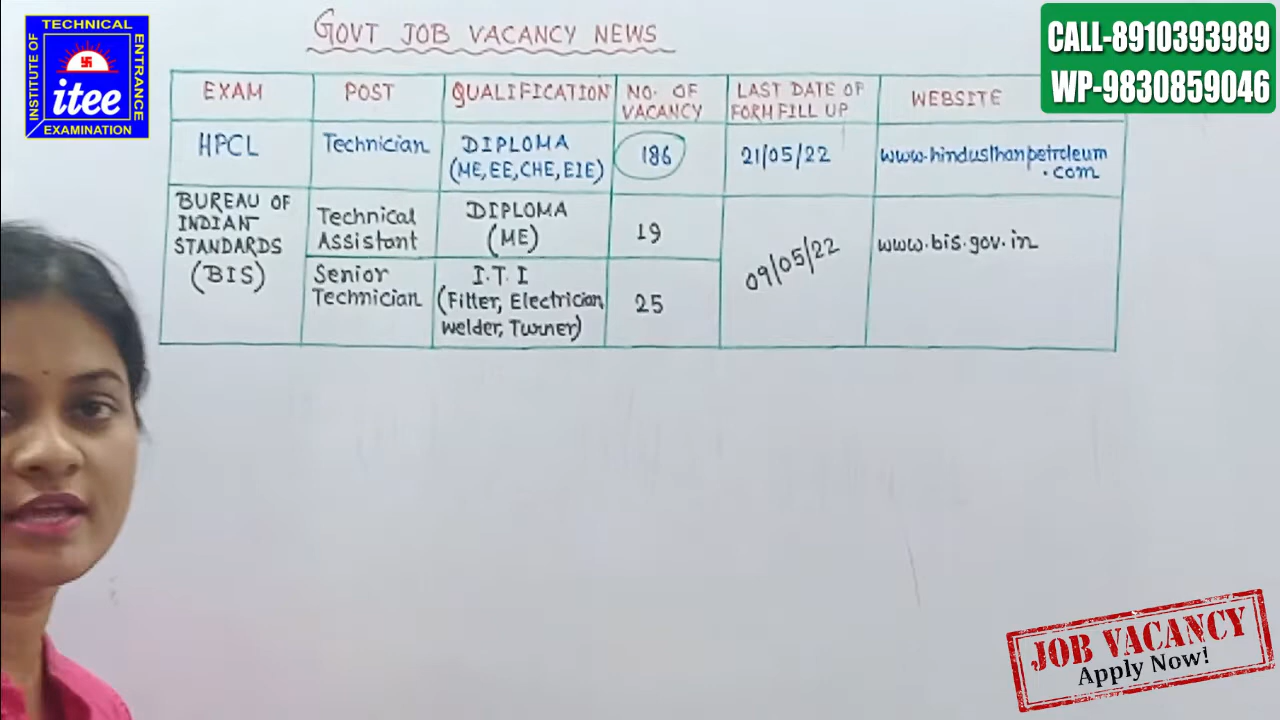 TECHNICAL
INSTITUTE OF
ENTRANCE
itee
EXAMINATION
GOVT JOB VACANCY NEWS
CALL-8910393989
WP-9830859046
EXAM
POST
QUALIFICATION
NO. OF
VACANCY
LAST DATE OF
FORM FILL UP
WEBSITE
HPCL
Technician
DIPLOMA
(ME, EE, CHE, EIE)
186
21/05/22
www.hindusthanpetroleum
.com
BUREAU OF
INDIAN
STANDARDS
(BIS)
Technical
Assistant
DIPLOMA
(ME)
19
09/05/22
www.bis.gov.in
Senior
Technician
I.T.I
(Fitter, Electrician,
Welder, Turner)
25
JOB VACANCY
Apply Now!